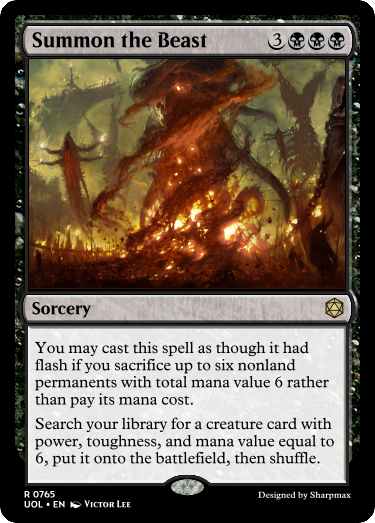 Summon the Beast 3
Sorcery
You may cast this spell as though it had
flash if you sacrifice up to six nonland
permanents with total mana value 6 rather
than pay its mana cost.
Search your library for a creature card with
power, toughness, and mana value equal to
6, put it onto the battlefield, then shuffle.
R 0765
UOL • EN Victor Lee
Designed by Sharpmax